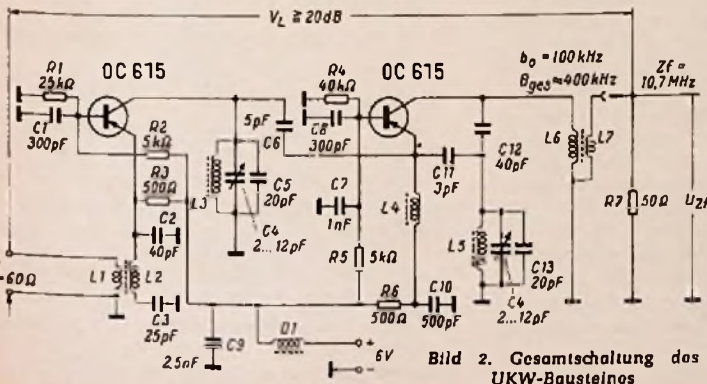 V_L ≧ 20dB
R1
25kΩ
OC 615
R4
40kΩ
OC 615
b₀ = 100 kHz
B_ges = 400 kHz
Zf =
10,7 MHz
C1
300pF
R2
5kΩ
R3
500Ω
5pF
C6
C8
300pF
C12
40pF
L6
L7
C2
40pF
L3
C5
20pF
C4
2...12pF
C7
1nF
C11
3pF
L4
R7
50Ω
U_Zf
60Ω
L1
L2
R5
5kΩ
L5
C13
20pF
C4
2...12pF
C3
25pF
R6
500Ω
C10
500pF
C9
2,5nF
D1
+
6V
-
Bild 2. Gesamtschaltung des
UKW-Bausteines